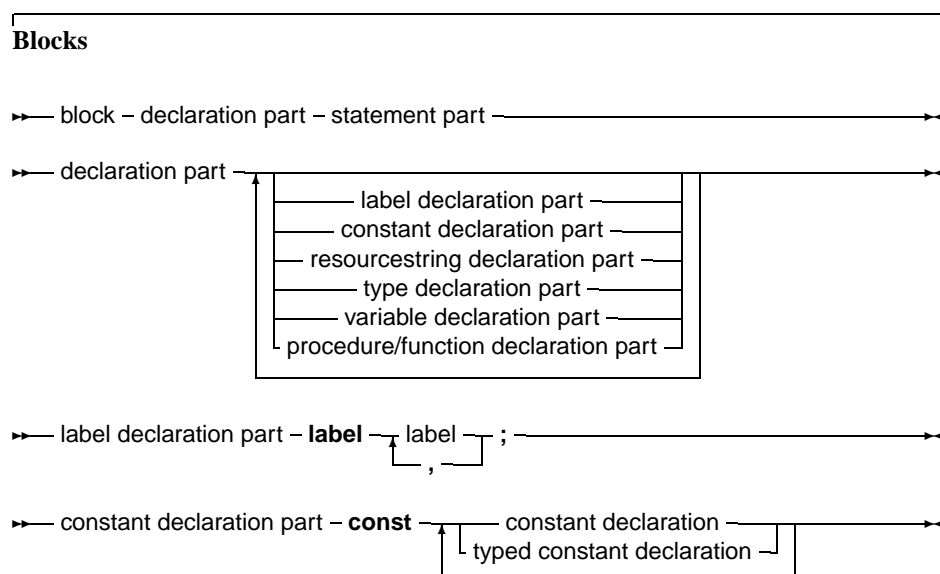 Blocks
block declaration part statement part
declaration part
label declaration part
constant declaration part
resourcestring declaration part
type declaration part
variable declaration part
procedure/function declaration part
label declaration part label label ;
,
constant declaration part const constant declaration
typed constant declaration